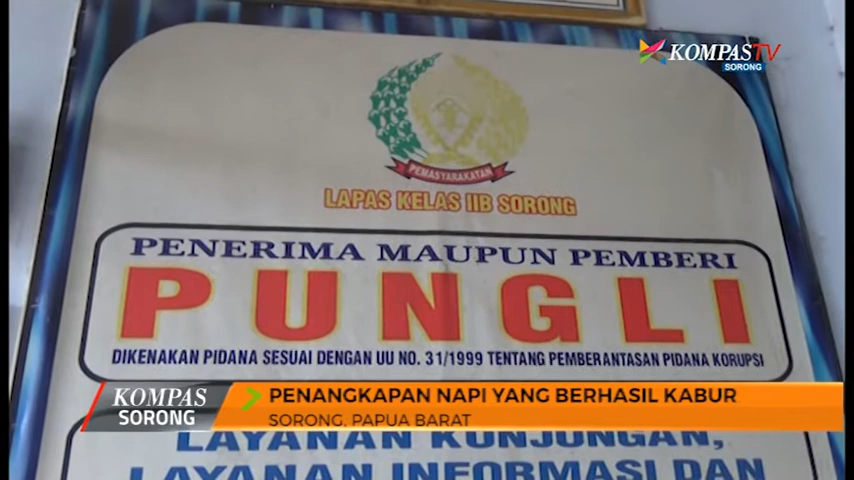 KOMPASTV
SORONG
PEMASYARAKATAN
LAPAS KELAS IIB SORONG
PENERIMA MAUPUN PEMBERI
PUNGLI
DIKENAKAN PIDANA SESUAI DENGAN UU NO. 31/1999 TENTANG PEMBERANTASAN PIDANA KORUPSI
KOMPAS
SORONG
PENANGKAPAN NAPI YANG BERHASIL KABUR
SORONG, PAPUA BARAT
LAYANAN KUNJUNGAN,
LAYANAN INFORMASI DAN